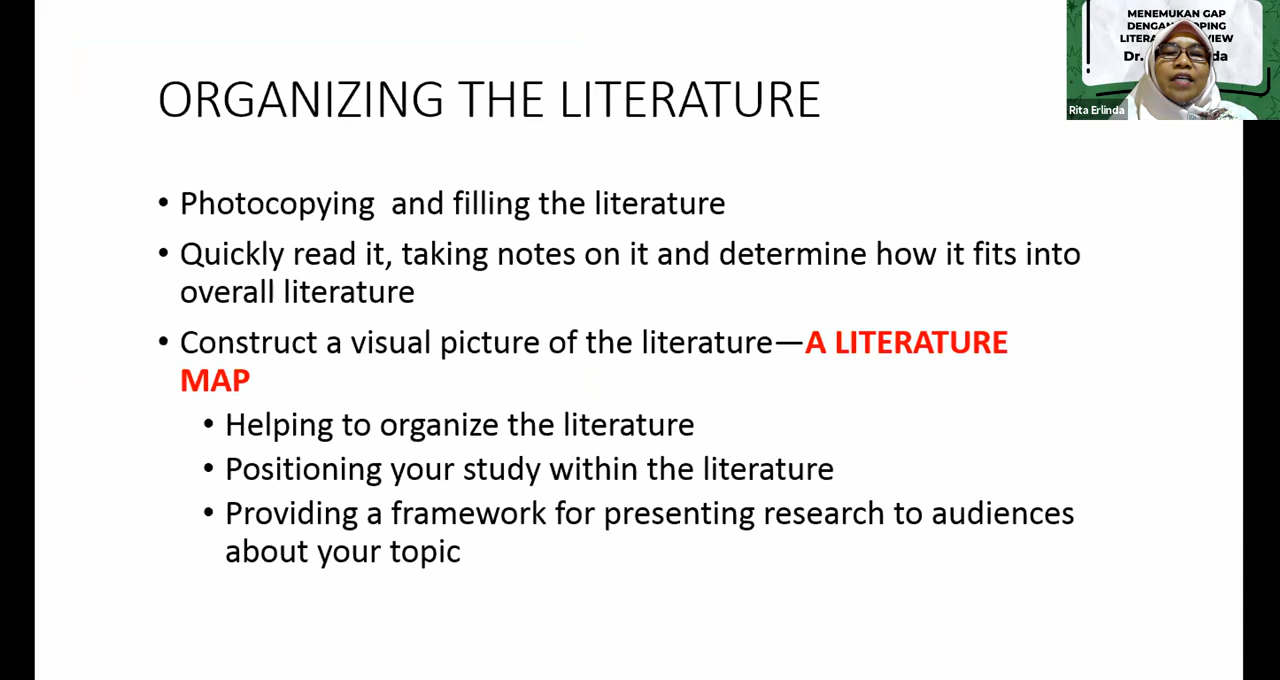 ORGANIZING THE LITERATURE
• Photocopying  and filling the literature
• Quickly read it, taking notes on it and determine how it fits into
overall literature
• Construct a visual picture of the literature—A LITERATURE
MAP
• Helping to organize the literature
• Positioning your study within the literature
• Providing a framework for presenting research to audiences
about your topic
MENEMUKAN GAP
DENGAN
Dr.
Rita Erlinda